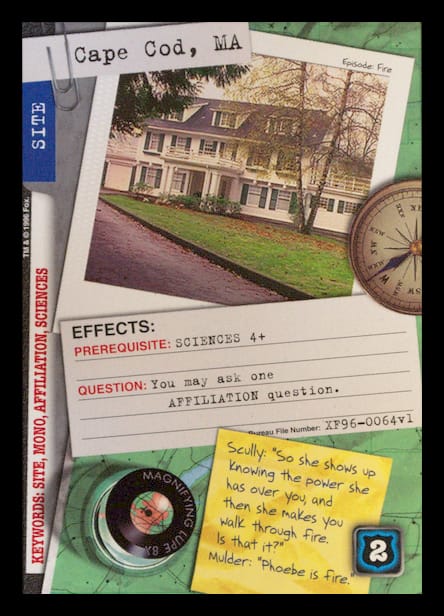 Cape Cod, MA
Episode: Fire
SITE
TM & © 1996 Fox.
KEYWORDS: SITE, MONO, AFFILIATION, SCIENCES
EFFECTS:
PREREQUISITE: SCIENCES 4+
QUESTION: You may ask one
AFFILIATION question.
Bureau File Number: XF96-0064v1
MAGNIFYING LUPE 8X
Scully: "So she shows up
knowing the power she
has over you, and
then she makes you
walk through fire.
Is that it?"
Mulder: "Phoebe is fire."
2